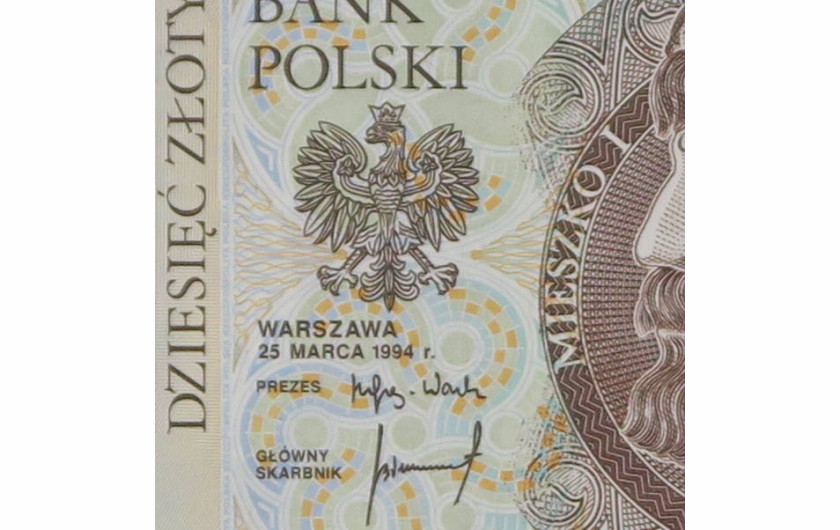 BANK
POLSKI
DZIESIĘĆ ZŁOTY
MIESZKO I
WARSZAWA
25 MARCA 1994 r.
PREZES
GŁÓWNY
SKARBNIK